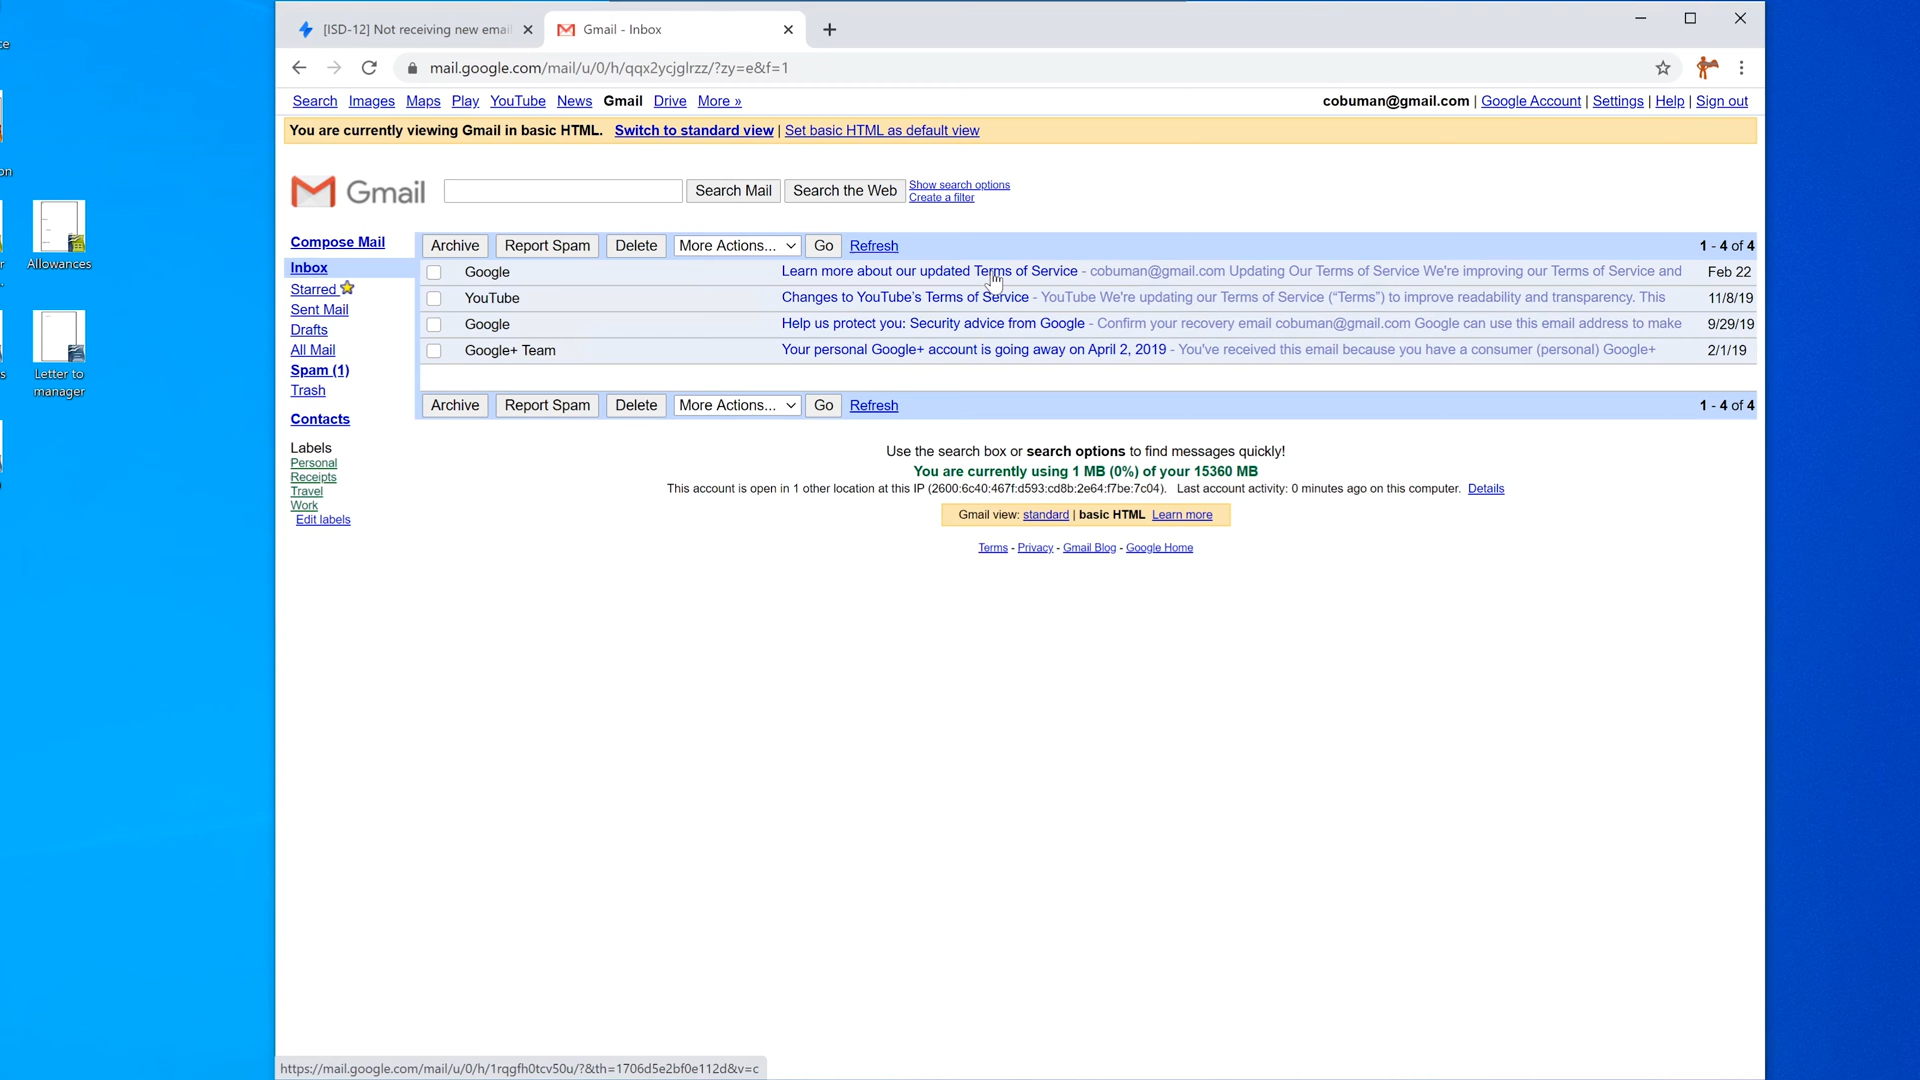 [ISD-12] Not receiving new email
Gmail - Inbox
mail.google.com/mail/u/0/h/qqx2ycjglrzz/?zy=e&f=1
Search Images Maps Play YouTube News Gmail Drive More »
cobuman@gmail.com | Google Account | Settings | Help | Sign out
You are currently viewing Gmail in basic HTML. Switch to standard view | Set basic HTML as default view
Gmail
Search Mail
Search the Web
Show search options
Create a filter
Compose Mail
Inbox
Starred
Sent Mail
Drafts
All Mail
Spam (1)
Trash
Contacts
Labels
Personal
Receipts
Travel
Work
Edit labels
Archive Report Spam Delete More Actions... Go Refresh 1 - 4 of 4
Google Learn more about our updated Terms of Service - cobuman@gmail.com Updating Our Terms of Service We're improving our Terms of Service and Feb 22
YouTube Changes to YouTube's Terms of Service - YouTube We're updating our Terms of Service (“Terms”) to improve readability and transparency. This 11/8/19
Google Help us protect you: Security advice from Google - Confirm your recovery email cobuman@gmail.com Google can use this email address to make 9/29/19
Google+ Team Your personal Google+ account is going away on April 2, 2019 - You've received this email because you have a consumer (personal) Google+ 2/1/19
Archive Report Spam Delete More Actions... Go Refresh 1 - 4 of 4
Use the search box or search options to find messages quickly!
You are currently using 1 MB (0%) of your 15360 MB
This account is open in 1 other location at this IP (2600:6c40:467f:d593:cd8b:2e64:f7be:7c04). Last account activity: 0 minutes ago on this computer. Details
Gmail view: standard | basic HTML Learn more
Terms - Privacy - Gmail Blog - Google Home
https://mail.google.com/mail/u/0/h/1rqgfh0tcv50u/?&th=1706d5e2bf0e112d&v=c
Allowances
Letter to
manager